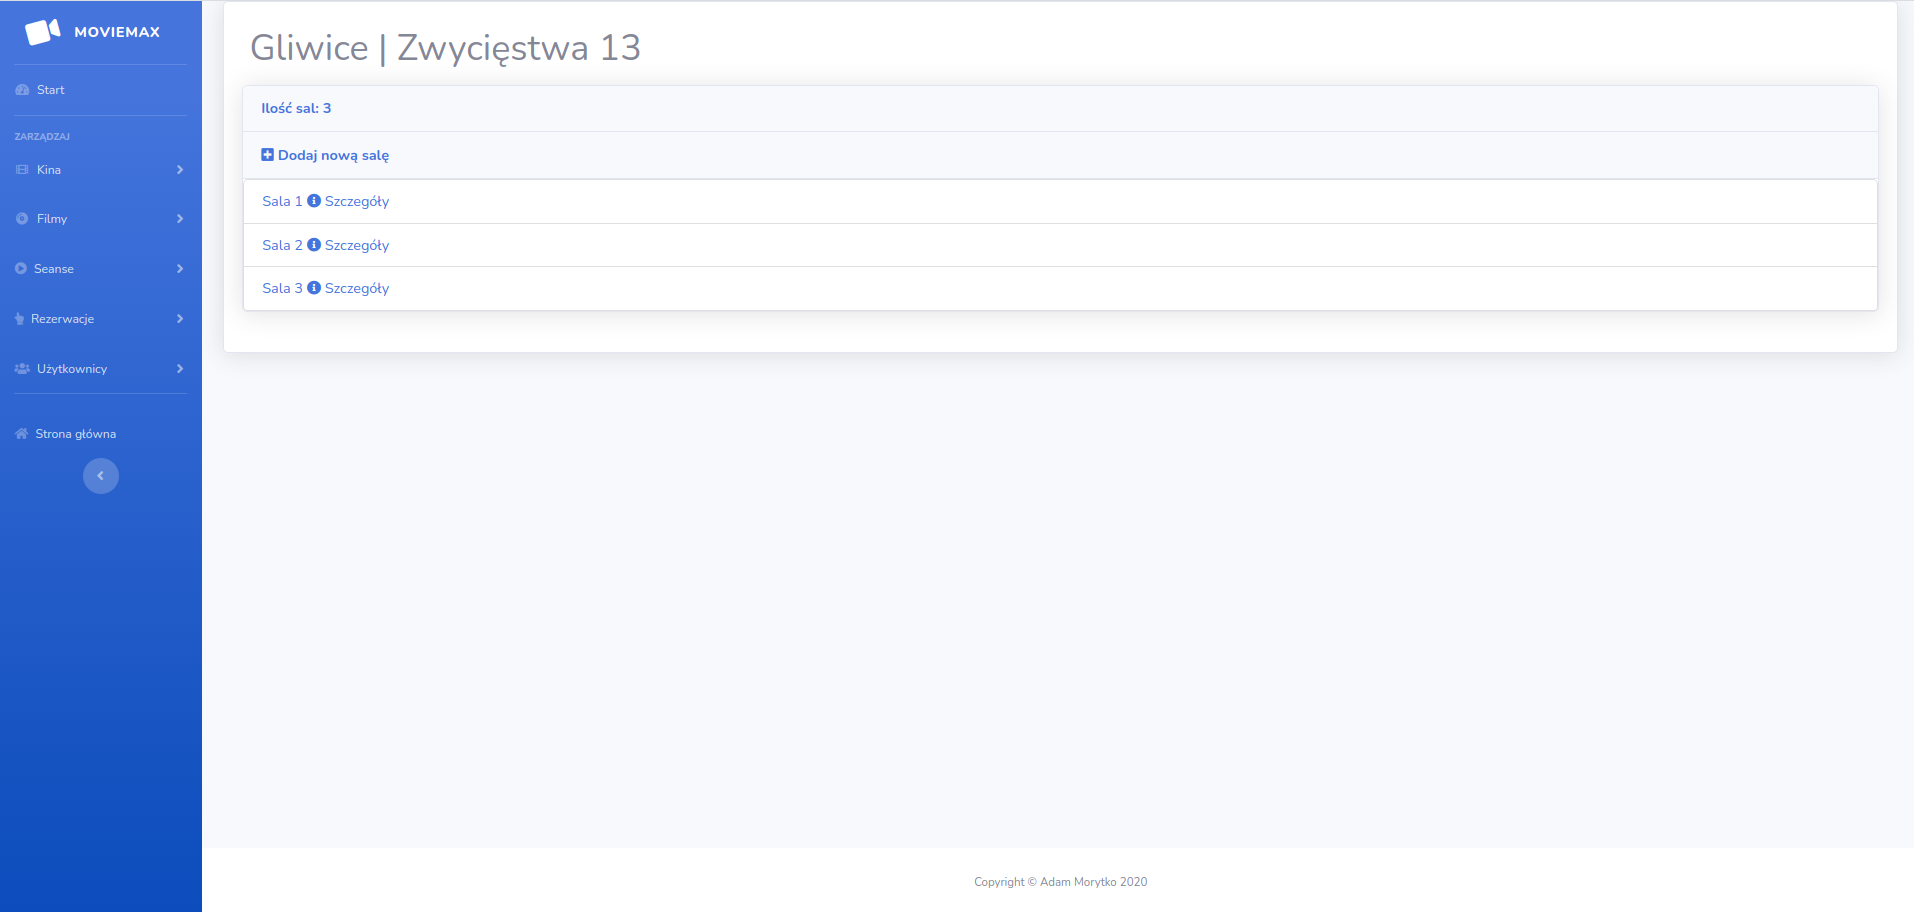 MOVIEMAX
Start
ZARZĄDZAJ
Kina
Filmy
Seanse
Rezerwacje
Użytkownicy
Strona główna
Gliwice | Zwycięstwa 13
Ilość sal: 3
Dodaj nową salę
Sala 1 Szczegóły
Sala 2 Szczegóły
Sala 3 Szczegóły
Copyright © Adam Morytko 2020